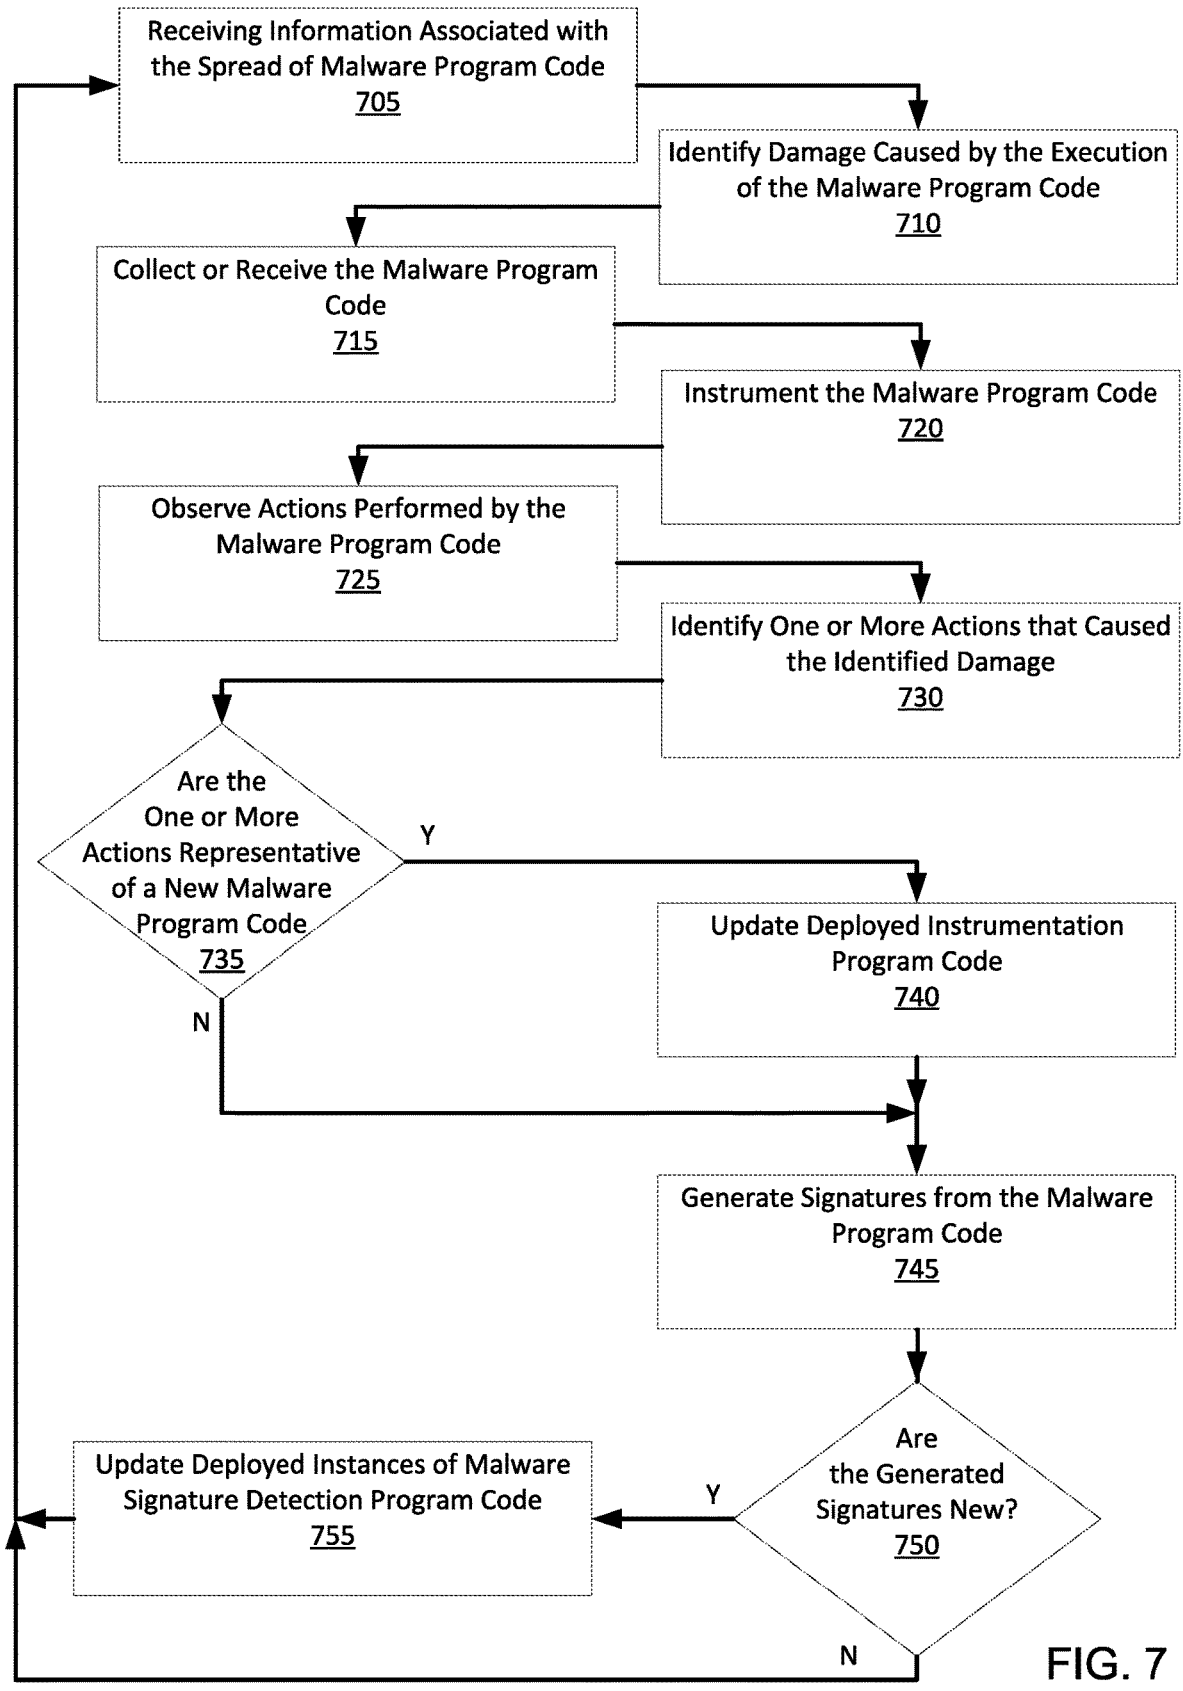 Receiving Information Associated with
the Spread of Malware Program Code
705
Identify Damage Caused by the Execution
of the Malware Program Code
710
Collect or Receive the Malware Program
Code
715
Instrument the Malware Program Code
720
Observe Actions Performed by the
Malware Program Code
725
Identify One or More Actions that Caused
the Identified Damage
730
Are the
One or More
Actions Representative
of a New Malware
Program Code
735
Y
N
Update Deployed Instrumentation
Program Code
740
Generate Signatures from the Malware
Program Code
745
Are
the Generated
Signatures New?
750
Y
N
Update Deployed Instances of Malware
Signature Detection Program Code
755
FIG. 7